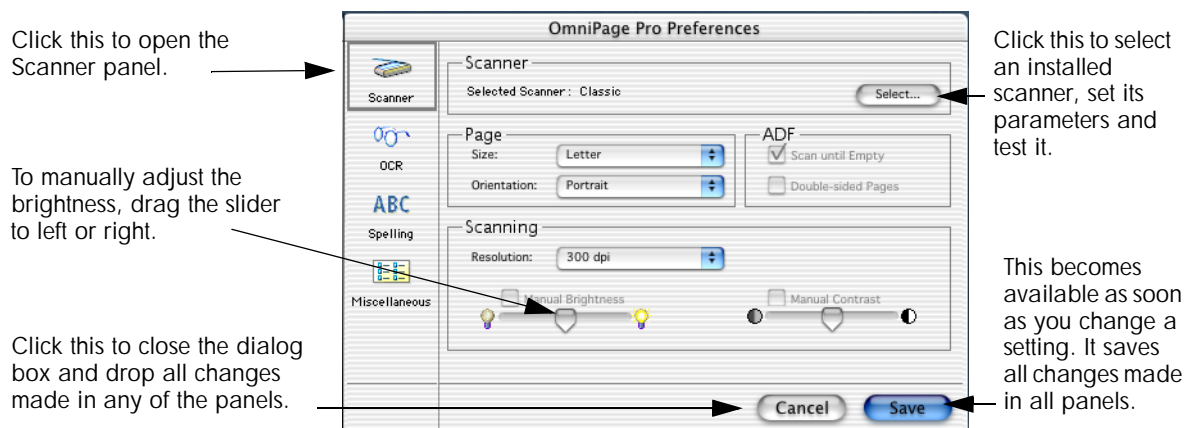 OmniPage Pro Preferences
Click this to open the
Scanner panel.
Scanner
OCR
ABC
Spelling
Miscellaneous
Scanner
Selected Scanner: Classic
Select...
Click this to select
an installed
scanner, set its
parameters and
test it.
Page
Size:
Letter
Orientation:
Portrait
ADF
Scan until Empty
Double-sided Pages
To manually adjust the
brightness, drag the slider
to left or right.
Scanning
Resolution:
300 dpi
Manual Brightness
Manual Contrast
Click this to close the dialog
box and drop all changes
made in any of the panels.
Cancel
Save
This becomes
available as soon
as you change a
setting. It saves
all changes made
in all panels.